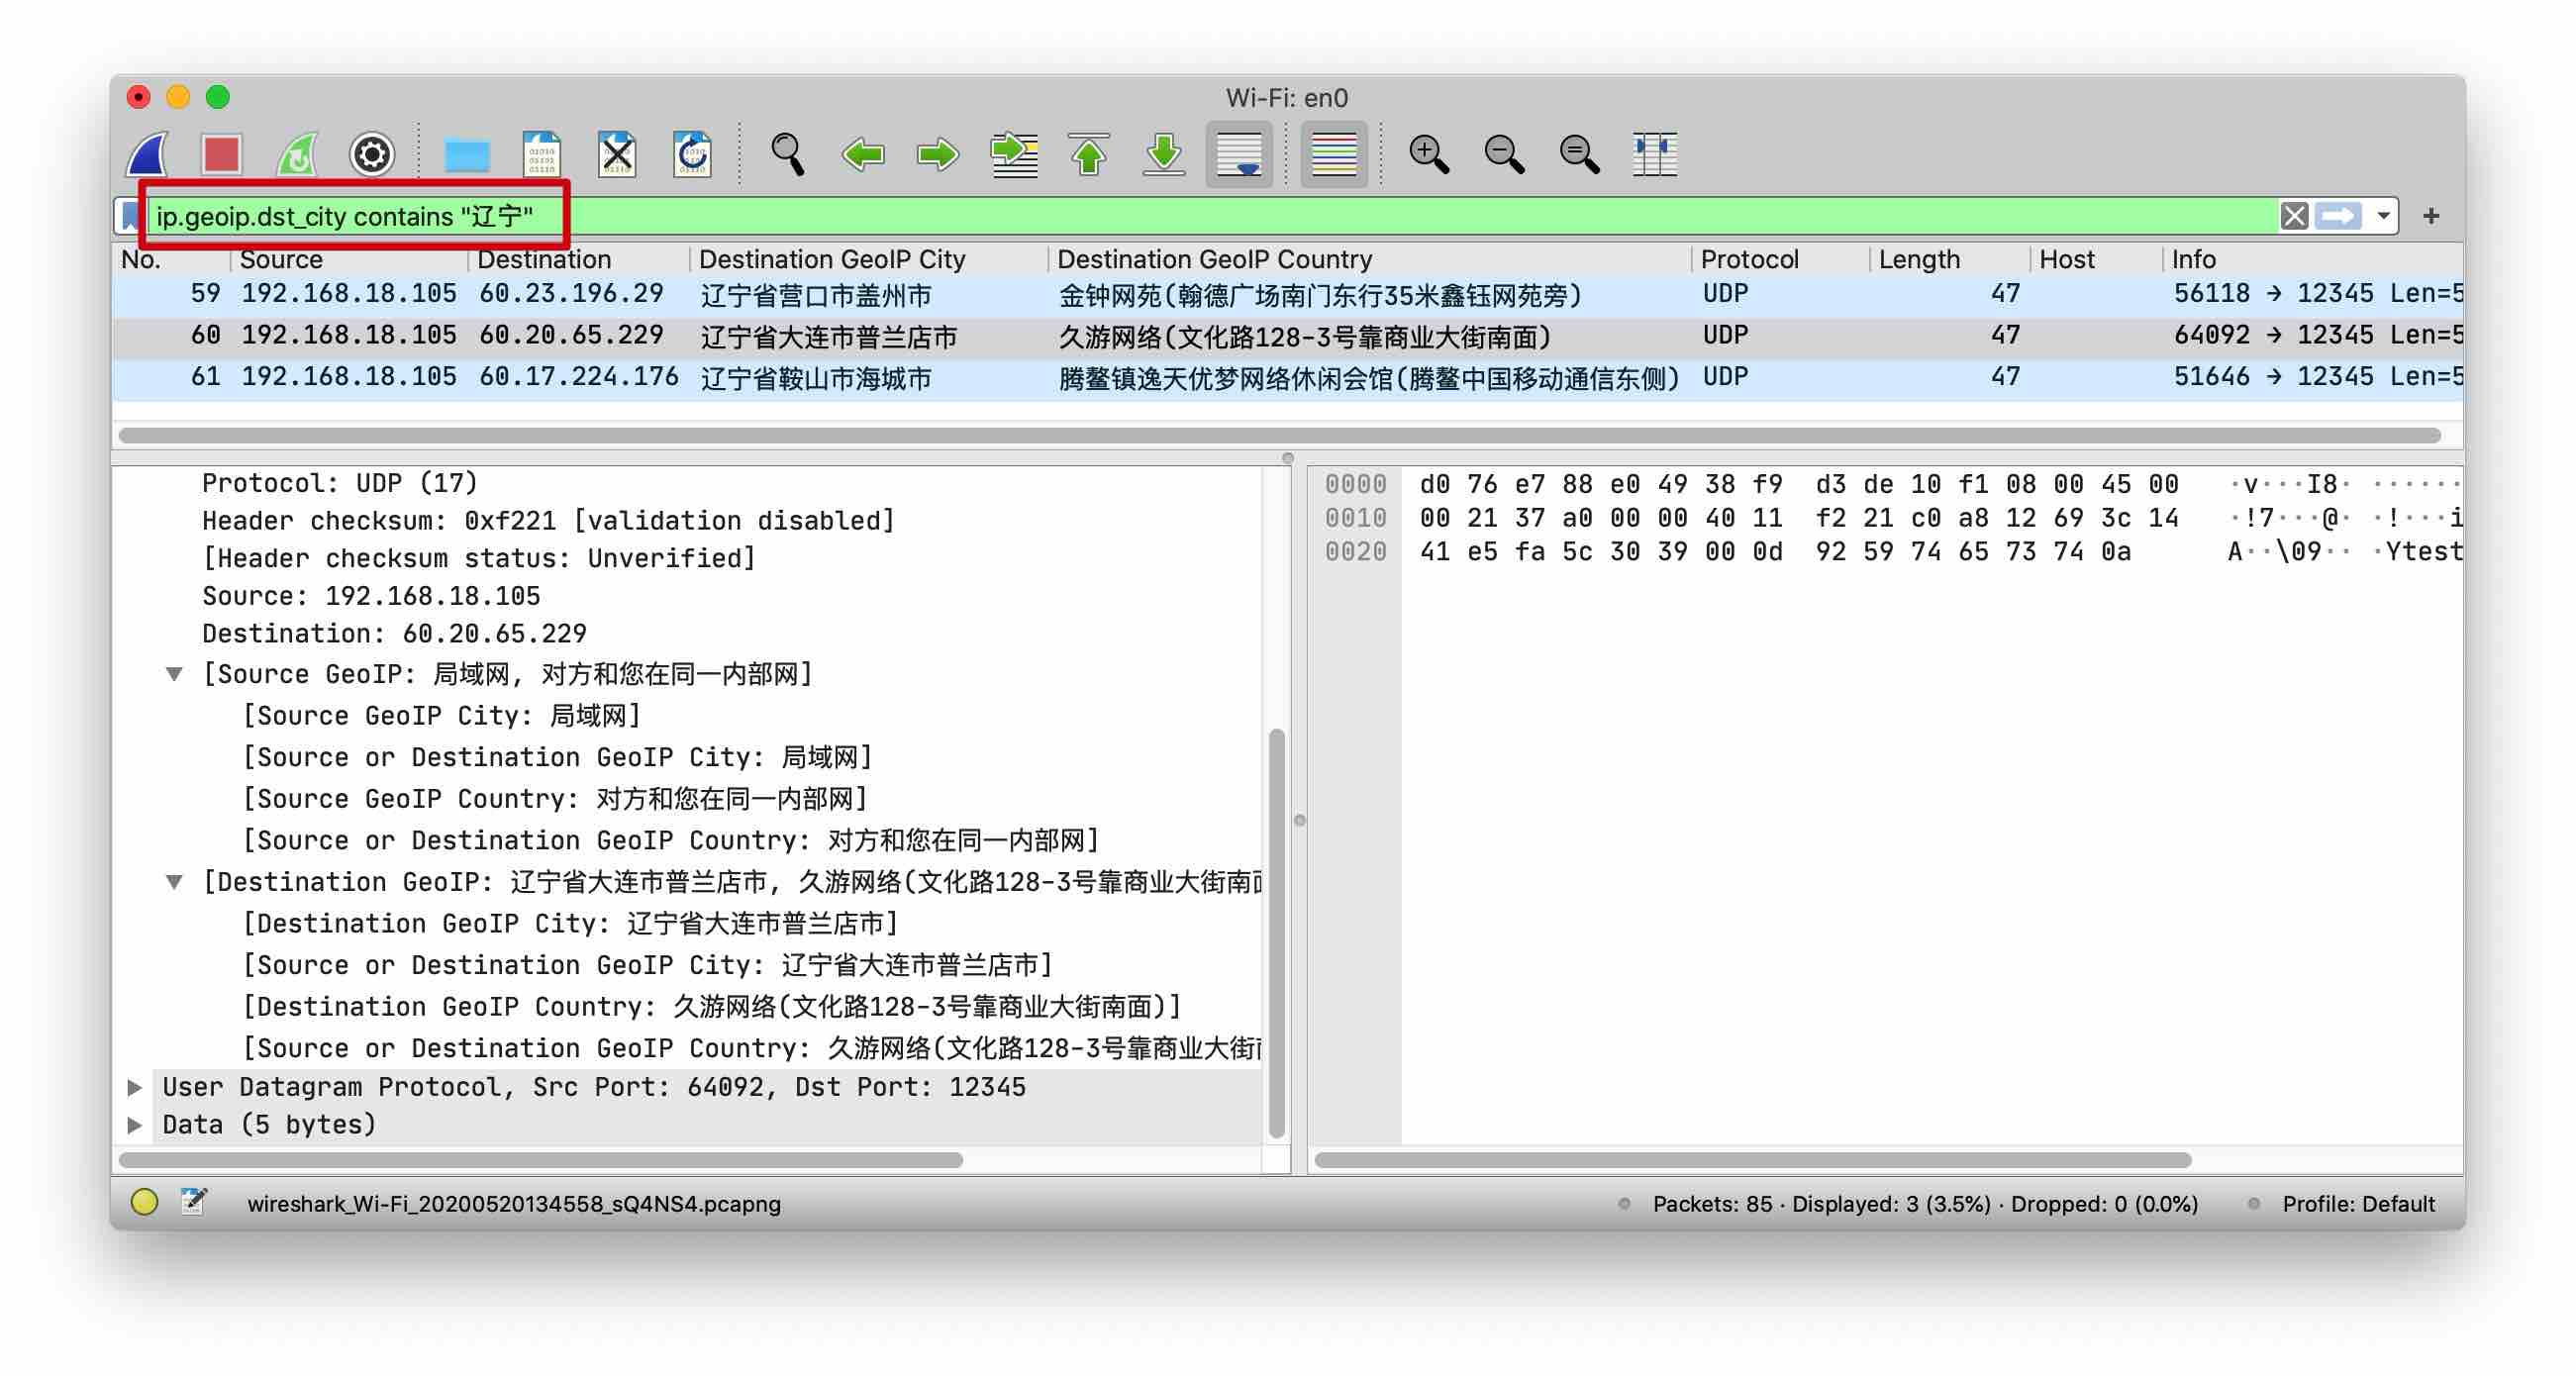 Wi-Fi: en0
ip.geoip.dst_city contains "辽宁"
+
No. Source Destination Destination GeoIP City Destination GeoIP Country Protocol Length Host Info
59 192.168.18.105 60.23.196.29 辽宁省营口市盖州市 金钟网苑(翰德广场南门东行35米鑫钰网苑旁) UDP 47 56118 → 12345 Len=5
60 192.168.18.105 60.20.65.229 辽宁省大连市普兰店市 久游网络(文化路128-3号靠商业大街南面) UDP 47 64092 → 12345 Len=5
61 192.168.18.105 60.17.224.176 辽宁省鞍山市海城市 腾鳌镇逸天优梦网络休闲会馆(腾鳌中国移动通信东侧) UDP 47 51646 → 12345 Len=5
Protocol: UDP (17)
Header checksum: 0xf221 [validation disabled]
[Header checksum status: Unverified]
Source: 192.168.18.105
Destination: 60.20.65.229
[Source GeoIP: 局域网, 对方和您在同一内部网]
[Source GeoIP City: 局域网]
[Source or Destination GeoIP City: 局域网]
[Source GeoIP Country: 对方和您在同一内部网]
[Source or Destination GeoIP Country: 对方和您在同一内部网]
[Destination GeoIP: 辽宁省大连市普兰店市, 久游网络(文化路128-3号靠商业大街南面
[Destination GeoIP City: 辽宁省大连市普兰店市]
[Source or Destination GeoIP City: 辽宁省大连市普兰店市]
[Destination GeoIP Country: 久游网络(文化路128-3号靠商业大街南面)]
[Source or Destination GeoIP Country: 久游网络(文化路128-3号靠商业大街
User Datagram Protocol, Src Port: 64092, Dst Port: 12345
Data (5 bytes)
0000 d0 76 e7 88 e0 49 38 f9 d3 de 10 f1 08 00 45 00 ·v···I8· ······
0010 00 21 37 a0 00 00 40 11 f2 21 c0 a8 12 69 3c 14 ·!7···@· ·!···i
0020 41 e5 fa 5c 30 39 00 0d 92 59 74 65 73 74 0a A··\09·· ·Ytest
wireshark_Wi-Fi_20200520134558_sQ4NS4.pcapng
Packets: 85 · Displayed: 3 (3.5%) · Dropped: 0 (0.0%)
Profile: Default